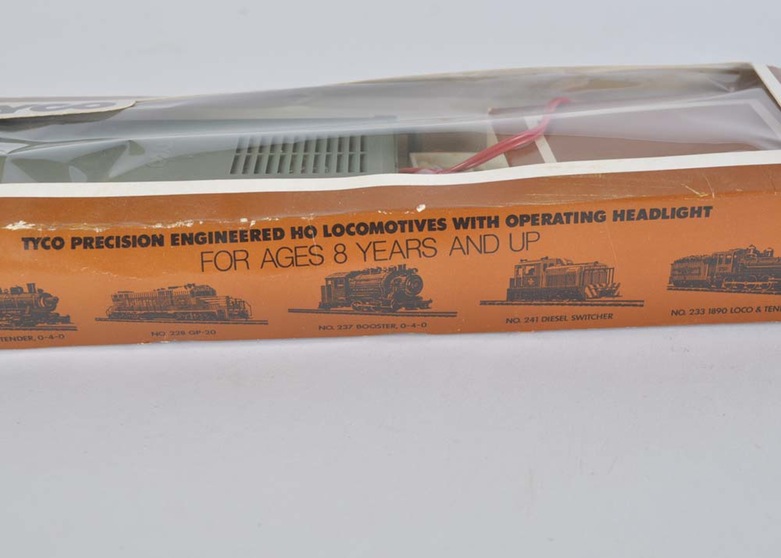 YCO
TYCO PRECISION ENGINEERED HO LOCOMOTIVES WITH OPERATING HEADLIGHT
FOR AGES 8 YEARS AND UP
TENDER, 0-4-0
NO. 228 GP-20
NO. 237 BOOSTER, 0-4-0
NO. 241 DIESEL SWITCHER
NO. 233 1890 LOCO & TEN